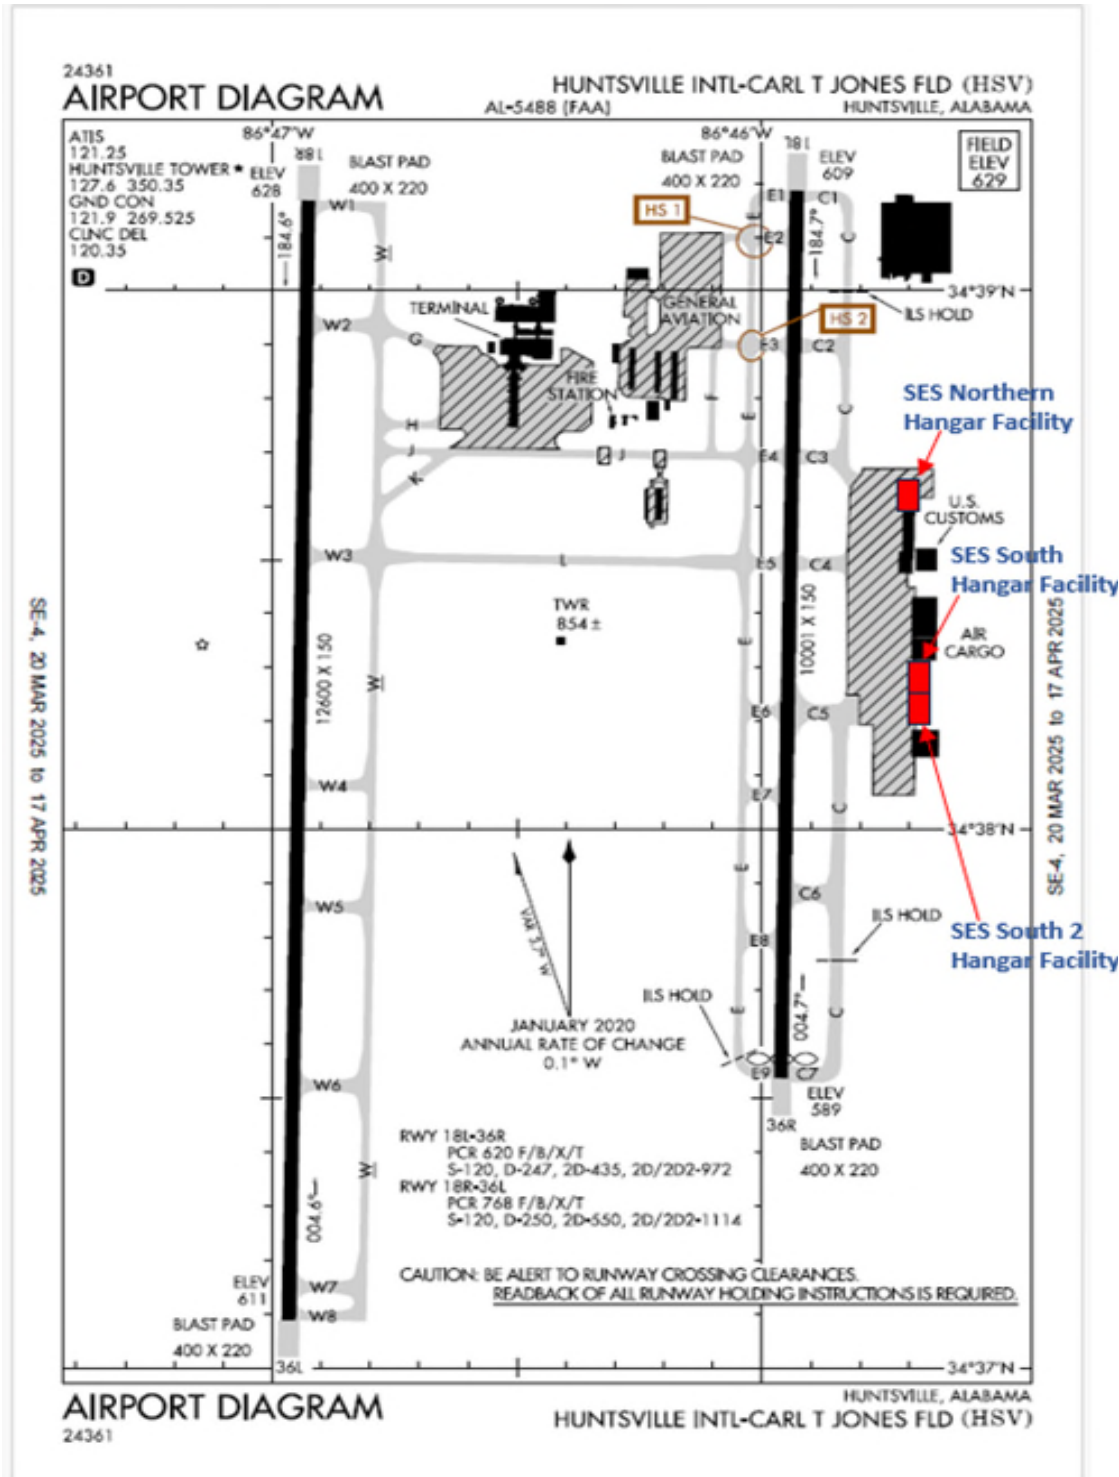 24361
AIRPORT DIAGRAM
AL-5488 (FAA)
HUNTSVILLE INTL-CARL T JONES FLD (HSV)
HUNTSVILLE, ALABAMA
ATIS
121.25
HUNTSVILLE TOWER
127.6 350.35
GND CON
121.9 269.525
CLNC DEL
120.35
D
86°47'W
86°46'W
18R
ELEV
628
BLAST PAD
400 X 220
BLAST PAD
400 X 220
18L
ELEV
609
FIELD
ELEV
629
W1
184.6°
W
HS 1
E1
C1
E
E2
184.7°
C
34°39'N
ILS HOLD
TERMINAL
GENERAL
AVIATION
HS 2
W2
G
E3
C2
FIRE
STATION
F
E
C
SES Northern
Hangar Facility
H
J
J
E4
C3
K
U.S.
CUSTOMS
W3
L
E5
C4
SES South
Hangar Facility
TWR
854 ±
12600 X 150
10001 X 150
E
AIR
CARGO
W
E6
C5
W4
E7
C
34°38'N
E
C6
W5
VAR 3.7° W
E8
ILS HOLD
SES South 2
Hangar Facility
ILS HOLD
E
004.7°
C
JANUARY 2020
ANNUAL RATE OF CHANGE
0.1° W
E9
C7
W6
ELEV
589
36R
BLAST PAD
400 X 220
RWY 18L-36R
PCR 620 F/B/X/T
S-120, D-247, 2D-435, 2D/2D2-972
RWY 18R-36L
PCR 768 F/B/X/T
S-120, D-250, 2D-550, 2D/2D2-1114
W
004.6°
CAUTION: BE ALERT TO RUNWAY CROSSING CLEARANCES.
READBACK OF ALL RUNWAY HOLDING INSTRUCTIONS IS REQUIRED.
ELEV
611
W7
W8
BLAST PAD
400 X 220
36L
34°37'N
SE-4, 20 MAR 2025 to 17 APR 2025
SE-4, 20 MAR 2025 to 17 APR 2025
AIRPORT DIAGRAM
24361
HUNTSVILLE, ALABAMA
HUNTSVILLE INTL-CARL T JONES FLD (HSV)